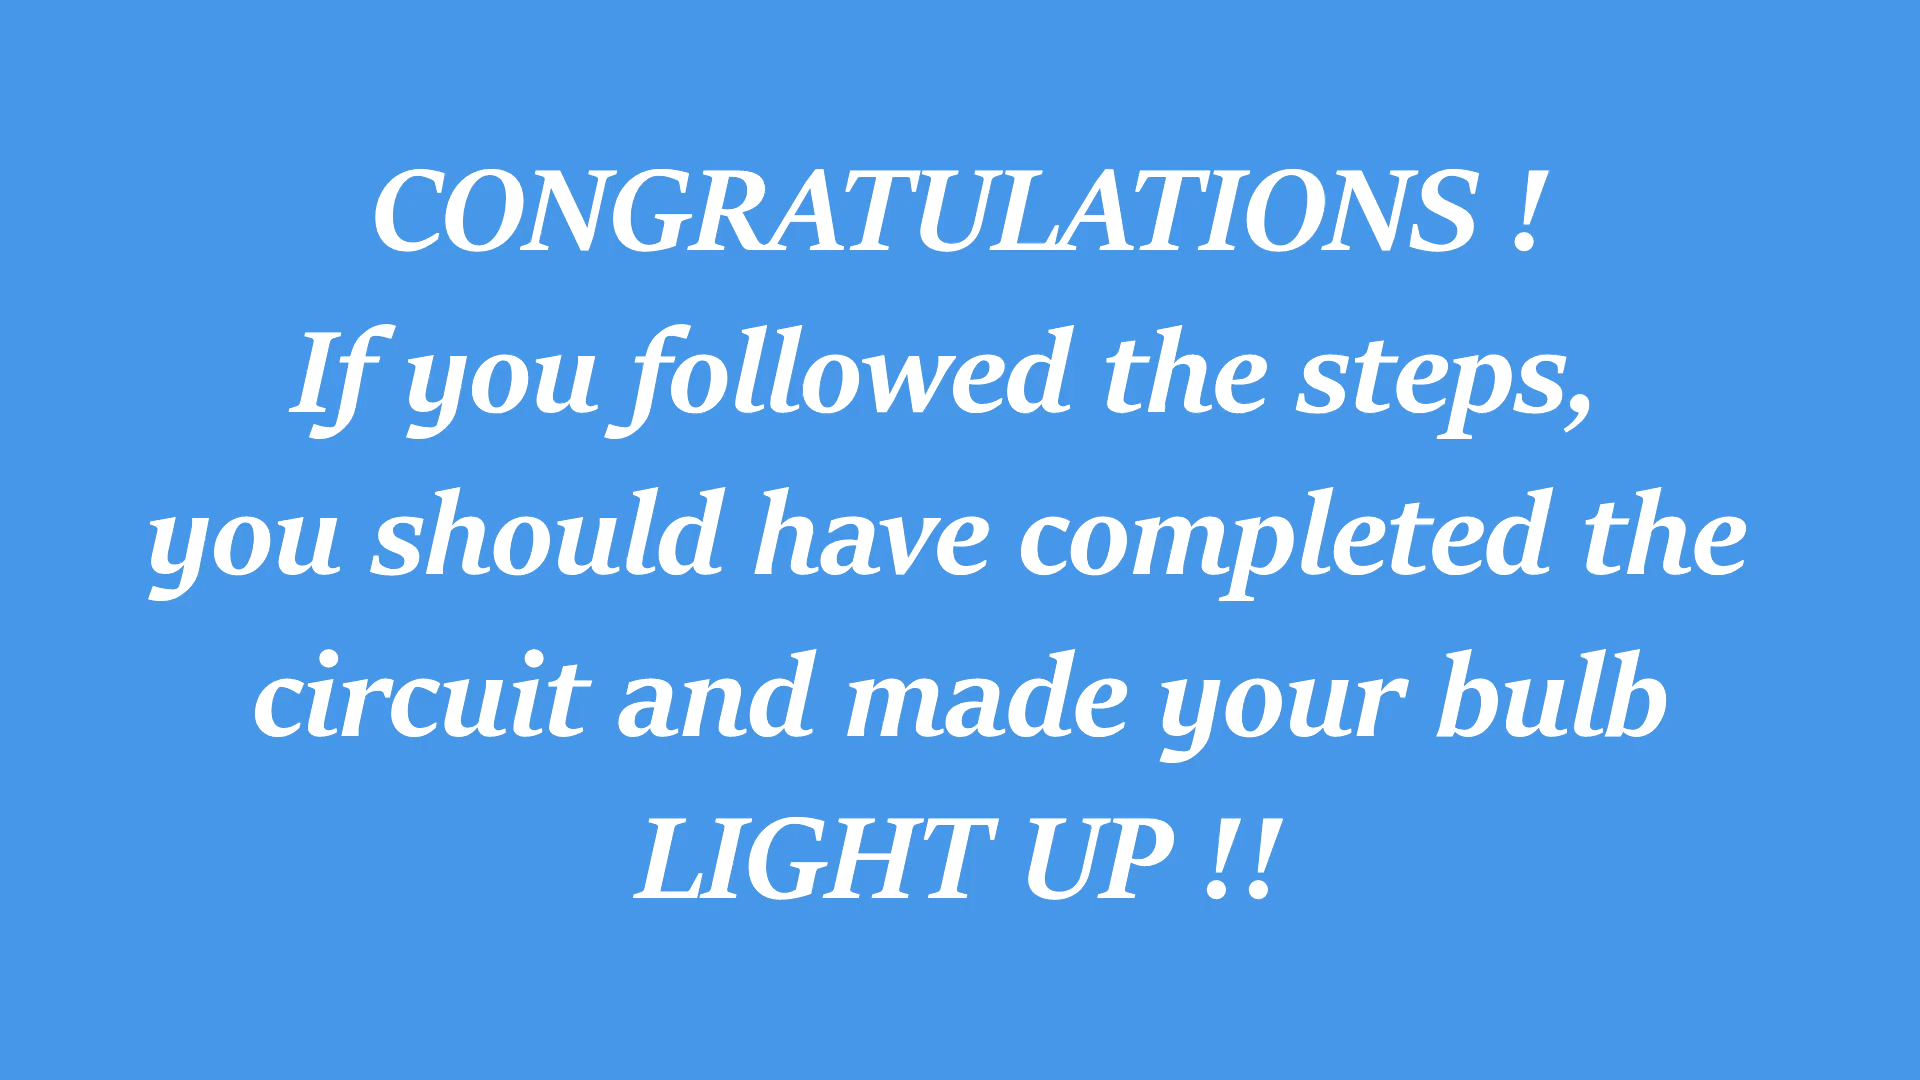 CONGRATULATIONS !
If you followed the steps,
you should have completed the
circuit and made your bulb
LIGHT UP !!